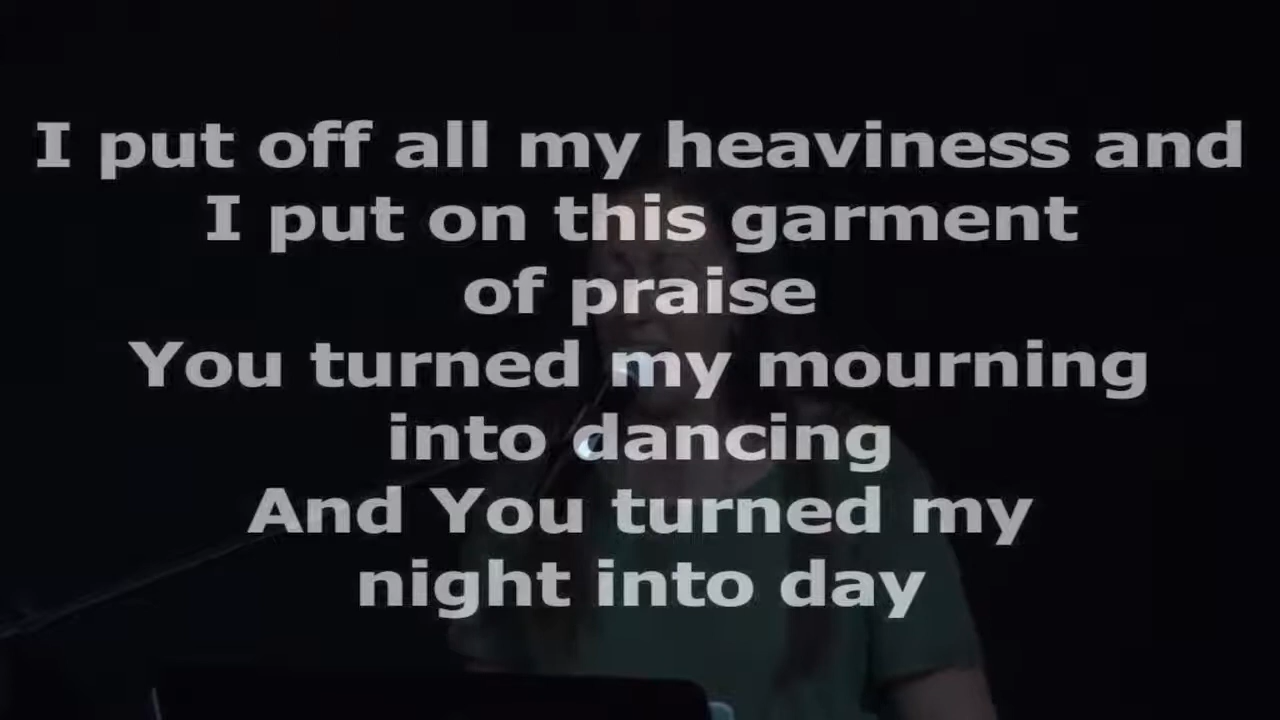 I put off all my heaviness and
I put on this garment
of praise
You turned my mourning
into dancing
And You turned my
night into day